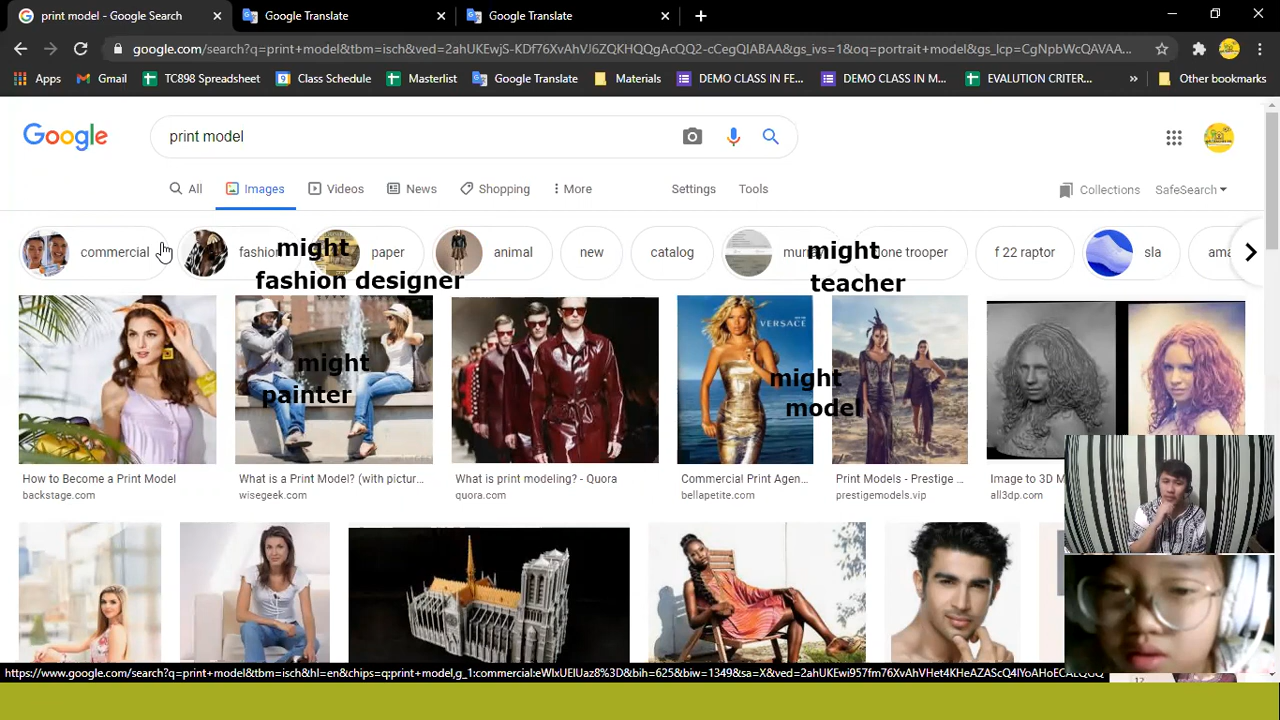 print model - Google Search
Google Translate
Google Translate
google.com/search?q=print+model&tbm=isch&ved=2ahUKEwjS-KDf76XvAhVJ6ZQKHQQgAcQQ2-cCegQIABAA&gs_ivs=1&oq=portrait+model&gs_lcp=CgNpbWcQAVAA...
Apps
Gmail
TC898 Spreadsheet
Class Schedule
Masterlist
Google Translate
Materials
DEMO CLASS IN FE...
DEMO CLASS IN M...
EVALUTION CRITER...
»
Other bookmarks
Google
print model
All
Images
Videos
News
Shopping
More
Settings
Tools
Collections
SafeSearch
commercial
fashion
paper
animal
new
catalog
clone trooper
f 22 raptor
sla
might
fashion designer
might
teacher
might
painter
might
model
VERSACE
How to Become a Print Model
backstage.com
What is a Print Model? (with pictur...
wisegeek.com
What is print modeling? - Quora
quora.com
Commercial Print Agen...
bellapetite.com
Print Models - Prestige ...
prestigemodels.vip
Image to 3D M
all3dp.com
12